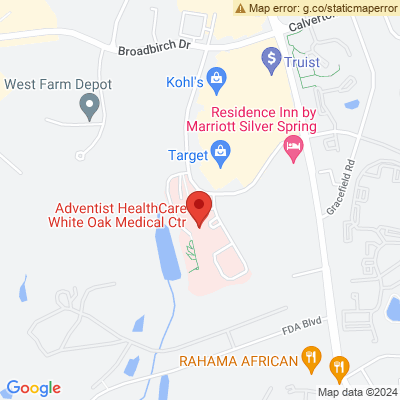 Map error: g.co/staticmaperror
Calverto
Broadbirch Dr
Truist
Kohl's
West Farm Depot
Residence Inn by
Marriott Silver Spring
Target
Gracefield Rd
Adventist HealthCare
White Oak Medical Ctr
FDA Blvd
RAHAMA AFRICAN
Google
Map data ©2024